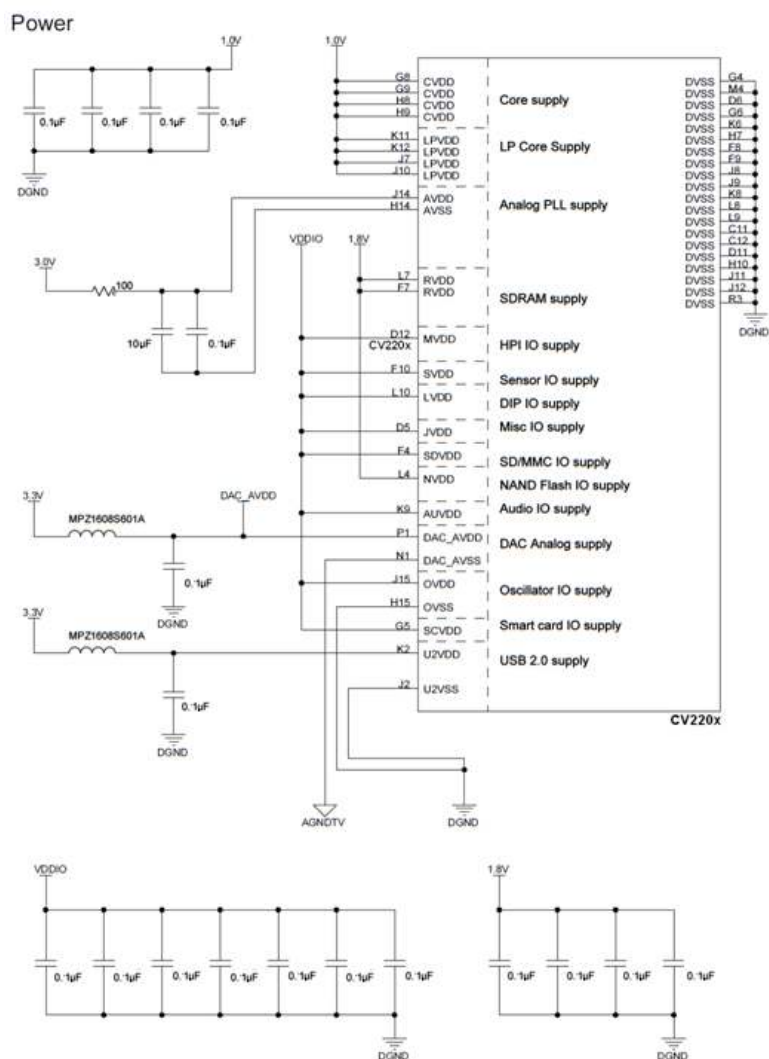 Power
1.0V
0.1µF 0.1µF 0.1µF 0.1µF
DGND
1.0V
G8 CVDD
G9 CVDD
H8 CVDD
H9 CVDD
Core supply
K11 LPVDD
K12 LPVDD
J7 LPVDD
J10 LPVDD
LP Core Supply
J14 AVDD
H14 AVSS
Analog PLL supply
3.0V
100
10µF 0.1µF
VDDIO
1.8V
L7 RVDD
F7 RVDD
SDRAM supply
D12 MVDD
CV220x
HPI IO supply
F10 SVDD
Sensor IO supply
L10 LVDD
DIP IO supply
D5 JVDD
Misc IO supply
F4 SDVDD
SD/MMC IO supply
L4 NVDD
NAND Flash IO supply
K9 AUVDD
Audio IO supply
3.3V
MPZ1608S601A
DAC_AVDD
0.1µF
DGND
P1 DAC_AVDD
N1 DAC_AVSS
DAC Analog supply
J15 OVDD
H15 OVSS
Oscillator IO supply
G5 SCVDD
Smart card IO supply
3.3V
MPZ1608S601A
0.1µF
DGND
K2 U2VDD
USB 2.0 supply
J2 U2VSS
CV220x
AGNDTV
DGND
DVSS G4
DVSS M4
DVSS D6
DVSS G6
DVSS K6
DVSS H7
DVSS F8
DVSS F9
DVSS J8
DVSS J9
DVSS K8
DVSS L8
DVSS L9
DVSS C11
DVSS C12
DVSS D11
DVSS H10
DVSS J11
DVSS J12
DVSS R3
DGND
VDDIO
0.1µF 0.1µF 0.1µF 0.1µF 0.1µF 0.1µF 0.1µF
DGND
1.8V
0.1µF 0.1µF 0.1µF 0.1µF
DGND